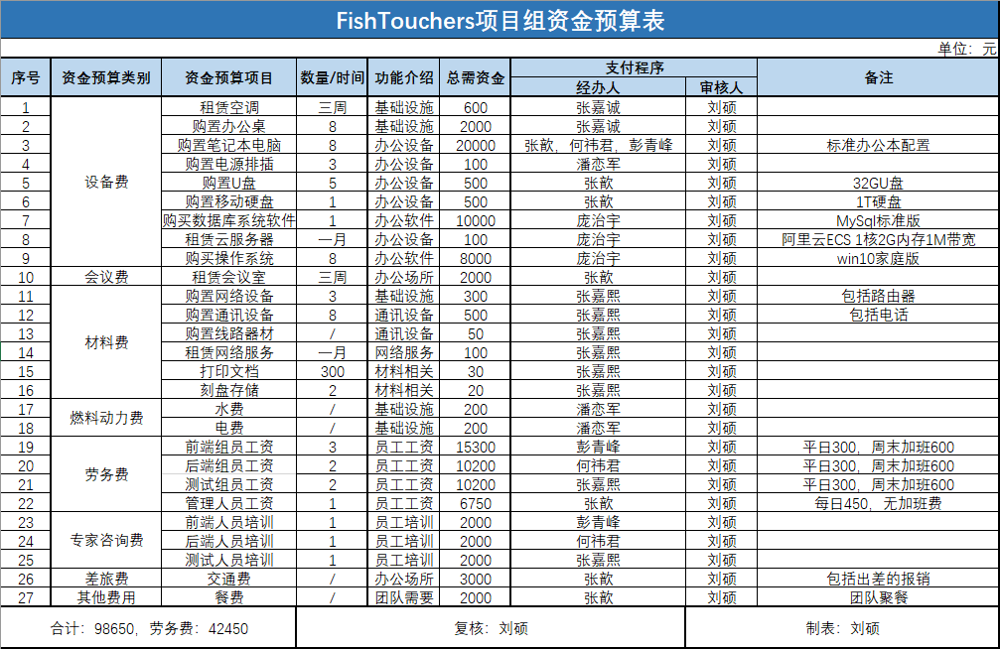 FishTouchers项目组资金预算表
单位：元
序号 资金预算类别 资金预算项目 数量/时间 功能介绍 总需资金 支付程序 备注
经办人 审核人
1 设备费 租赁空调 三周 基础设施 600 张嘉诚 刘硕
2 购置办公桌 8 基础设施 2000 张嘉诚 刘硕
3 购置笔记本电脑 8 办公设备 20000 张歆，何祎君，彭青峰 刘硕 标准办公本配置
4 购置电源排插 3 办公设备 100 潘恋军 刘硕
5 购置U盘 5 办公设备 500 张歆 刘硕 32GU盘
6 购置移动硬盘 1 办公设备 500 张歆 刘硕 1T硬盘
7 购买数据库系统软件 1 办公软件 10000 庞治宇 刘硕 MySql标准版
8 租赁云服务器 一月 办公设备 100 庞治宇 刘硕 阿里云ECS 1核2G内存1M带宽
9 购买操作系统 8 办公软件 8000 庞治宇 刘硕 win10家庭版
10 会议费 租赁会议室 三周 办公场所 2000 张歆 刘硕
11 材料费 购置网络设备 3 基础设施 300 张嘉熙 刘硕 包括路由器
12 购置通讯设备 8 通讯设备 500 张嘉熙 刘硕 包括电话
13 购置线路器材 / 通讯设备 50 张嘉熙 刘硕
14 租赁网络服务 一月 网络服务 100 张嘉熙 刘硕
15 打印文档 300 材料相关 30 张嘉熙 刘硕
16 刻盘存储 2 材料相关 20 张嘉熙 刘硕
17 燃料动力费 水费 / 基础设施 200 潘恋军 刘硕
18 电费 / 基础设施 200 潘恋军 刘硕
19 劳务费 前端组员工资 3 员工工资 15300 彭青峰 刘硕 平日300，周末加班600
20 后端组员工资 2 员工工资 10200 何祎君 刘硕 平日300，周末加班600
21 测试组员工资 2 员工工资 10200 张嘉熙 刘硕 平日300，周末加班600
22 管理人员工资 1 员工工资 6750 张歆 刘硕 每日450，无加班费
23 专家咨询费 前端人员培训 1 员工培训 2000 彭青峰 刘硕
24 后端人员培训 1 员工培训 2000 何祎君 刘硕
25 测试人员培训 1 员工培训 2000 张嘉熙 刘硕
26 差旅费 交通费 / 办公场所 3000 张歆 刘硕 包括出差的报销
27 其他费用 餐费 / 团队需要 2000 张歆 刘硕 团队聚餐
合计：98650，劳务费：42450 复核：刘硕 制表：刘硕